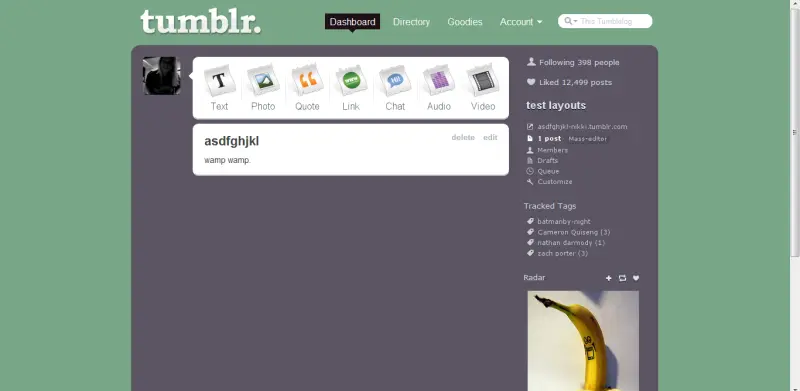 tumblr.
Dashboard Directory Goodies Account This Tumblelog
Text Photo Quote Link Chat Audio Video
asdfghjkl delete edit
wamp wamp.
Following 398 people
Liked 12,499 posts
test layouts
asdfghjkl-nikki.tumblr.com
1 post Mass-editor
Members
Drafts
Queue
Customize
Tracked Tags
batmanby-night
Cameron Quiseng (3)
nathan darmody (1)
zach porter (3)
Radar